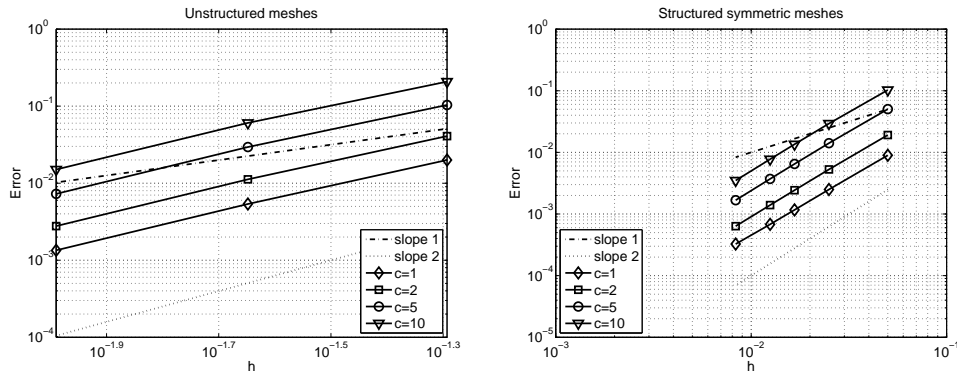 Unstructured meshes
10^0
10^−1
10^−2
10^−3
10^−4
Error
10^−1.9
10^−1.7
10^−1.5
10^−1.3
h
slope 1
slope 2
c=1
c=2
c=5
c=10
Structured symmetric meshes
10^0
10^−1
10^−2
10^−3
10^−4
10^−5
Error
10^−3
10^−2
10^−1
h
slope 1
slope 2
c=1
c=2
c=5
c=10